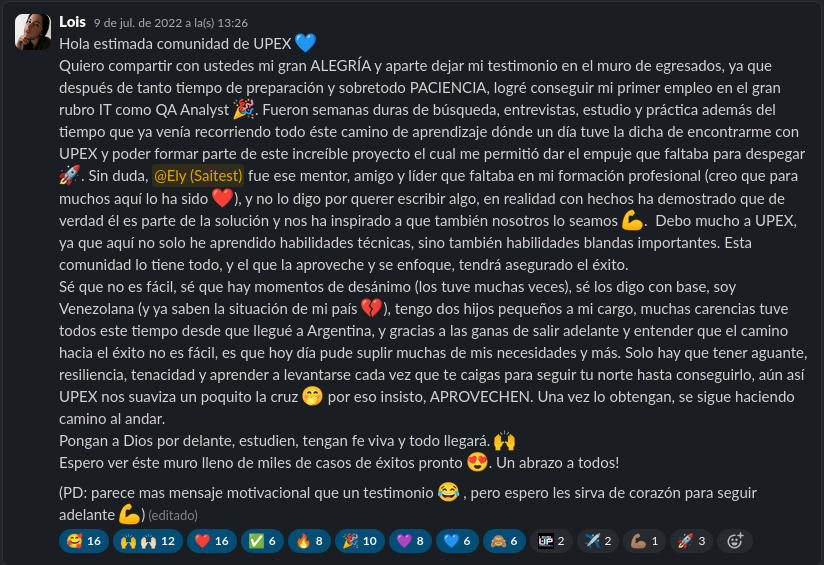 Lois 9 de jul. de 2022 a la(s) 13:26
Hola estimada comunidad de UPEX 💙
Quiero compartir con ustedes mi gran ALEGRÍA y aparte dejar mi testimonio en el muro de egresados, ya que
después de tanto tiempo de preparación y sobretodo PACIENCIA, logré conseguir mi primer empleo en el gran
rubro IT como QA Analyst 🎉. Fueron semanas duras de búsqueda, entrevistas, estudio y práctica además del
tiempo que ya venía recorriendo todo éste camino de aprendizaje dónde un día tuve la dicha de encontrarme con
UPEX y poder formar parte de este increíble proyecto el cual me permitió dar el empuje que faltaba para despegar
🚀. Sin duda, @Ely (Saitest) fue ese mentor, amigo y líder que faltaba en mi formación profesional (creo que para
muchos aquí lo ha sido ❤️), y no lo digo por querer escribir algo, en realidad con hechos ha demostrado que de
verdad él es parte de la solución y nos ha inspirado a que también nosotros lo seamos 💪. Debo mucho a UPEX,
ya que aquí no solo he aprendido habilidades técnicas, sino también habilidades blandas importantes. Esta
comunidad lo tiene todo, y el que la aproveche y se enfoque, tendrá asegurado el éxito.
Sé que no es fácil, sé que hay momentos de desánimo (los tuve muchas veces), sé los digo con base, soy
Venezolana (y ya saben la situación de mi país 💔), tengo dos hijos pequeños a mi cargo, muchas carencias tuve
todos este tiempo desde que llegué a Argentina, y gracias a las ganas de salir adelante y entender que el camino
hacia el éxito no es fácil, es que hoy día pude suplir muchas de mis necesidades y más. Solo hay que tener aguante,
resiliencia, tenacidad y aprender a levantarse cada vez que te caigas para seguir tu norte hasta conseguirlo, aún así
UPEX nos suaviza un poquito la cruz 🤭 por eso insisto, APROVECHEN. Una vez lo obtengan, se sigue haciendo
camino al andar.
Pongan a Dios por delante, estudien, tengan fe viva y todo llegará. 🙌
Espero ver éste muro lleno de miles de casos de éxitos pronto 😍. Un abrazo a todos!
(PD: parece mas mensaje motivacional que un testimonio 😂 , pero espero les sirva de corazón para seguir
adelante 💪) (editado)
🥰 16 🙌🙌🏻 12 ❤️ 16 ✅ 6 🔥 8 🎉 10 💜 8 💙 6 🙈 6 UP 2 ✈️ 2 💪🏽 1 🚀 3